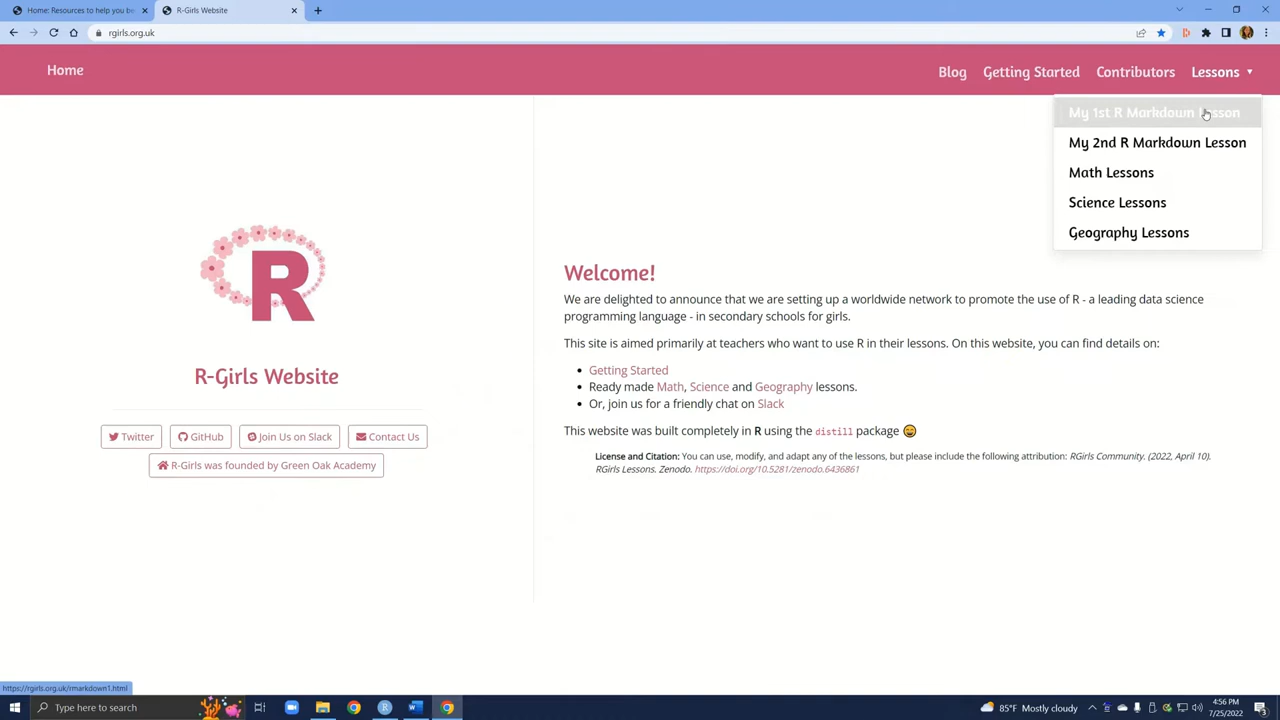 Home: Resources to help you be
R-Girls Website
rgirls.org.uk
Home
Blog
Getting Started
Contributors
Lessons
My 1st R Markdown Lesson
My 2nd R Markdown Lesson
Math Lessons
Science Lessons
Geography Lessons
R
R-Girls Website
Twitter
GitHub
Join Us on Slack
Contact Us
R-Girls was founded by Green Oak Academy
Welcome!
We are delighted to announce that we are setting up a worldwide network to promote the use of R - a leading data science
programming language - in secondary schools for girls.
This site is aimed primarily at teachers who want to use R in their lessons. On this website, you can find details on:
Getting Started
Ready made Math, Science and Geography lessons.
Or, join us for a friendly chat on Slack
This website was built completely in R using the distill package
License and Citation: You can use, modify, and adapt any of the lessons, but please include the following attribution: RGirls Community. (2022, April 10).
RGirls Lessons. Zenodo. https://doi.org/10.5281/zenodo.6436861
https://rgirls.org.uk/rmarkdown1.html
Type here to search
85°F Mostly cloudy
4:56 PM
7/25/2022